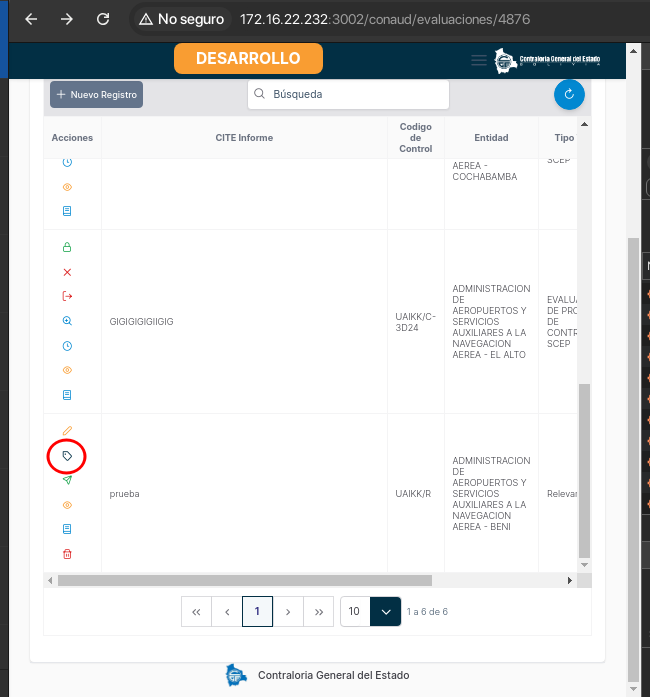 No seguro
172.16.22.232:3002/conaud/evaluaciones/4876
DESARROLLO
Contraloría General del Estado
BOLIVIA
Nuevo Registro
Búsqueda
Acciones
CITE Informe
Codigo
de
Control
Entidad
Tipo
AEREA -
COCHABAMBA
SCEP
GIGIGIGIGIIGIG
UAIKK/C-
3D24
ADMINISTRACION
DE
AEROPUERTOS Y
SERVICIOS
AUXILIARES A LA
NAVEGACION
AEREA - EL ALTO
EVALUA
DE PRO
DE
CONTR
SCEP
prueba
UAIKK/R
ADMINISTRACION
DE
AEROPUERTOS Y
SERVICIOS
AUXILIARES A LA
NAVEGACION
AEREA - BENI
Relevan
1
10
1 a 6 de 6
Contraloria General del Estado